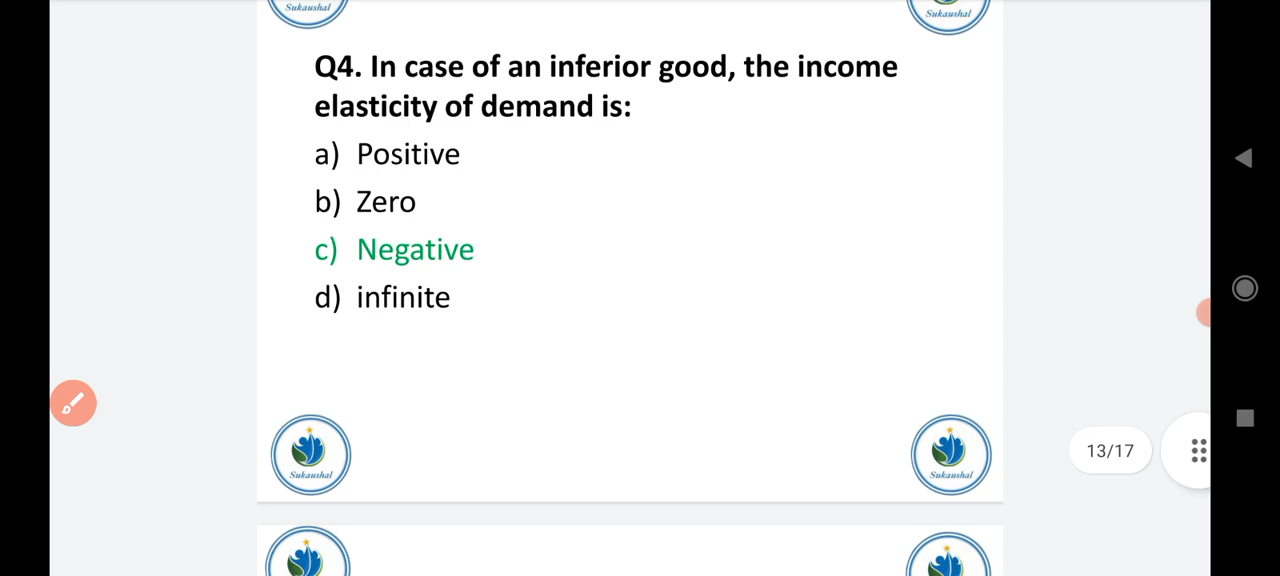 Sukaushal
Sukaushal
Q4. In case of an inferior good, the income
elasticity of demand is:
a) Positive
b) Zero
c) Negative
d) infinite
Sukaushal
Sukaushal
13/17